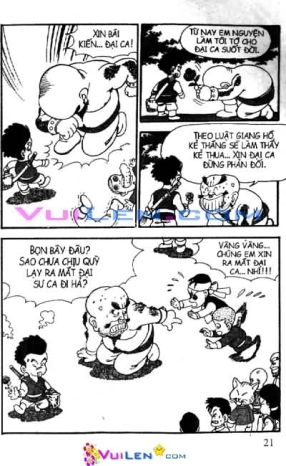 XIN BÁI
KIẾN... ĐẠI CA!
TỪ NAY EM NGUYỆN
LÀM TÔI TỚ CHO
ĐẠI CA SUỐT ĐỜI.
THEO LUẬT GIANG HỒ,
KẺ THẮNG SẼ LÀM THẦY
KẺ THUA... XIN ĐẠI CA
ĐỪNG PHẢN ĐỐI.
VUILEN.COM
BỌN BÂY ĐÂU?
SAO CHƯA CHỊU QUỲ
LẠY RA MẮT ĐẠI
SƯ CA ĐI HẢ?
VÂNG VÂNG...
CHÚNG EM XIN
RA MẮT ĐẠI
CA... NHÍ!!!
21
VUILEN.COM